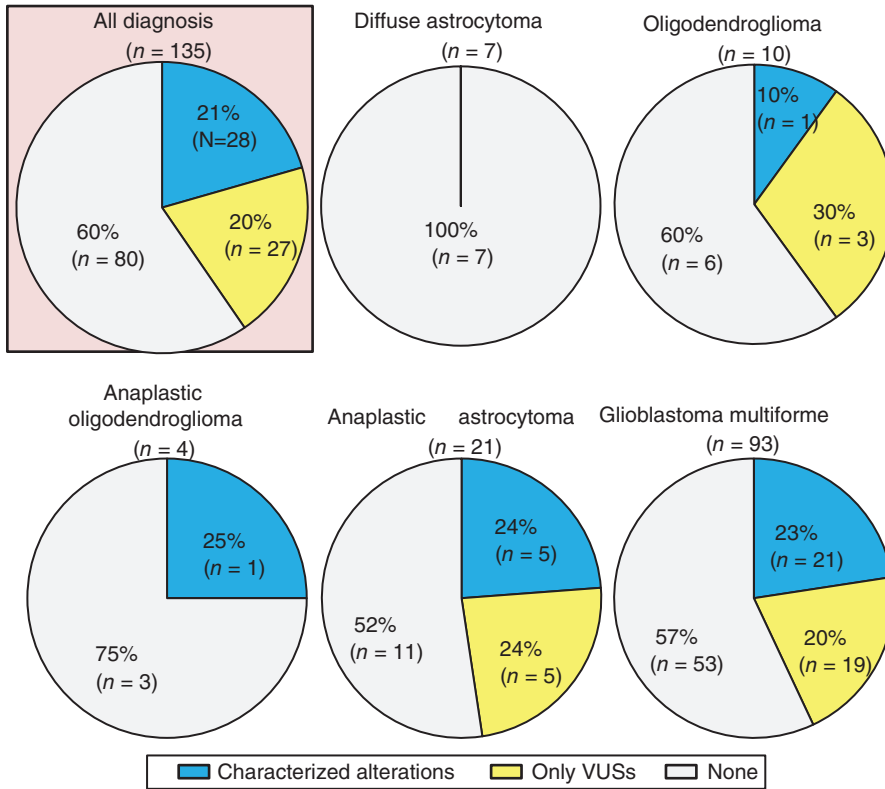 All diagnosis
(n = 135)
21%
(N=28)
20%
(n = 27)
60%
(n = 80)
Diffuse astrocytoma
(n = 7)
100%
(n = 7)
Oligodendroglioma
(n = 10)
10%
(n = 1)
30%
(n = 3)
60%
(n = 6)
Anaplastic
oligodendroglioma
(n = 4)
25%
(n = 1)
75%
(n = 3)
Anaplastic astrocytoma
(n = 21)
24%
(n = 5)
24%
(n = 5)
52%
(n = 11)
Glioblastoma multiforme
(n = 93)
23%
(n = 21)
20%
(n = 19)
57%
(n = 53)
Characterized alterations Only VUSs None